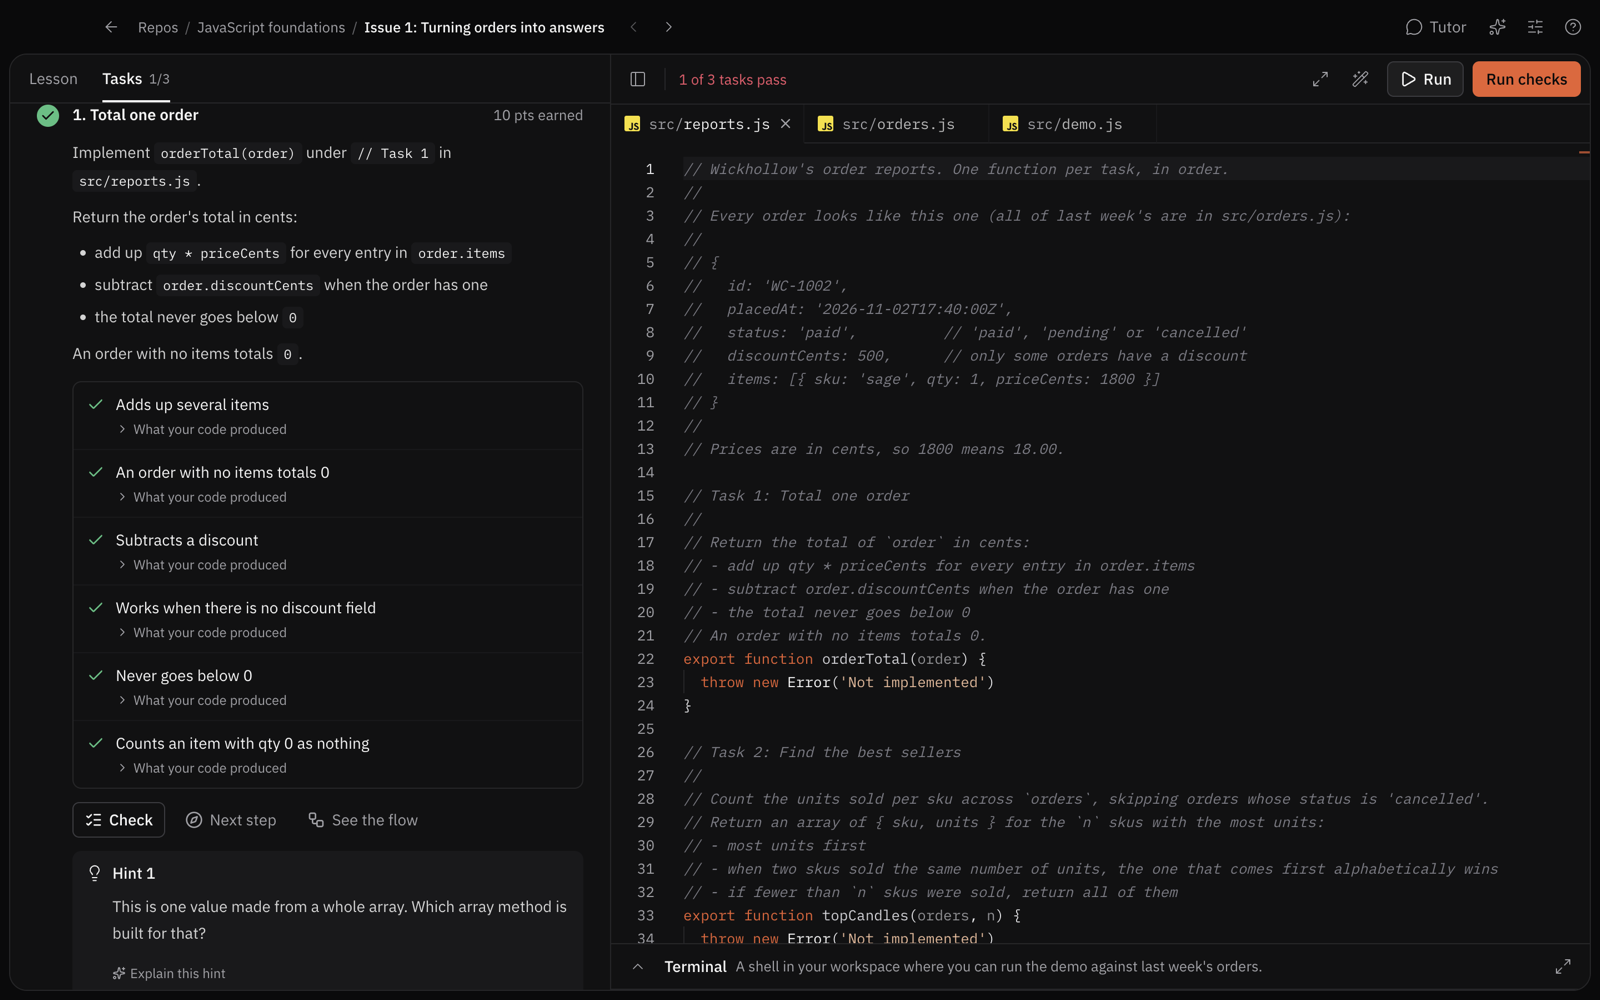 Repos / JavaScript foundations / Issue 1: Turning orders into answers
Tutor
Lesson
Tasks 1/3
1. Total one order
10 pts earned
Implement orderTotal(order) under // Task 1 in
src/reports.js .
Return the order's total in cents:
• add up qty * priceCents for every entry in order.items
• subtract order.discountCents when the order has one
• the total never goes below 0
An order with no items totals 0 .
Adds up several items
What your code produced
An order with no items totals 0
What your code produced
Subtracts a discount
What your code produced
Works when there is no discount field
What your code produced
Never goes below 0
What your code produced
Counts an item with qty 0 as nothing
What your code produced
Check
Next step
See the flow
Hint 1
This is one value made from a whole array. Which array method is
built for that?
Explain this hint
1 of 3 tasks pass
Run
Run checks
JS src/reports.js
JS src/orders.js
JS src/demo.js
1 // Wickhollow's order reports. One function per task, in order.
2 //
3 // Every order looks like this one (all of last week's are in src/orders.js):
4 //
5 // {
6 //   id: 'WC-1002',
7 //   placedAt: '2026-11-02T17:40:00Z',
8 //   status: 'paid',          // 'paid', 'pending' or 'cancelled'
9 //   discountCents: 500,      // only some orders have a discount
10 //   items: [{ sku: 'sage', qty: 1, priceCents: 1800 }]
11 // }
12 //
13 // Prices are in cents, so 1800 means 18.00.
14
15 // Task 1: Total one order
16 //
17 // Return the total of `order` in cents:
18 // - add up qty * priceCents for every entry in order.items
19 // - subtract order.discountCents when the order has one
20 // - the total never goes below 0
21 // An order with no items totals 0.
22 export function orderTotal(order) {
23   throw new Error('Not implemented')
24 }
25
26 // Task 2: Find the best sellers
27 //
28 // Count the units sold per sku across `orders`, skipping orders whose status is 'cancelled'.
29 // Return an array of { sku, units } for the `n` skus with the most units:
30 // - most units first
31 // - when two skus sold the same number of units, the one that comes first alphabetically wins
32 // - if fewer than `n` skus were sold, return all of them
33 export function topCandles(orders, n) {
34   throw new Error('Not implemented')
Terminal A shell in your workspace where you can run the demo against last week's orders.